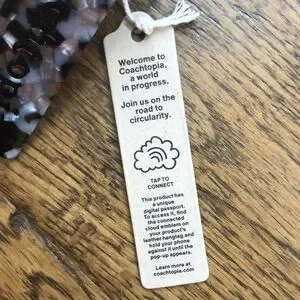 Welcome to
Coachtopia,
a world
in progress.
Join us on the
road to
circularity.
TAP TO
CONNECT
This product has
a unique
digital passport.
To access it, find
the connected
cloud emblem on
your product's
leather hangtag and
hold your phone
against it until the
pop-up appears.
Learn more at
coachtopia.com